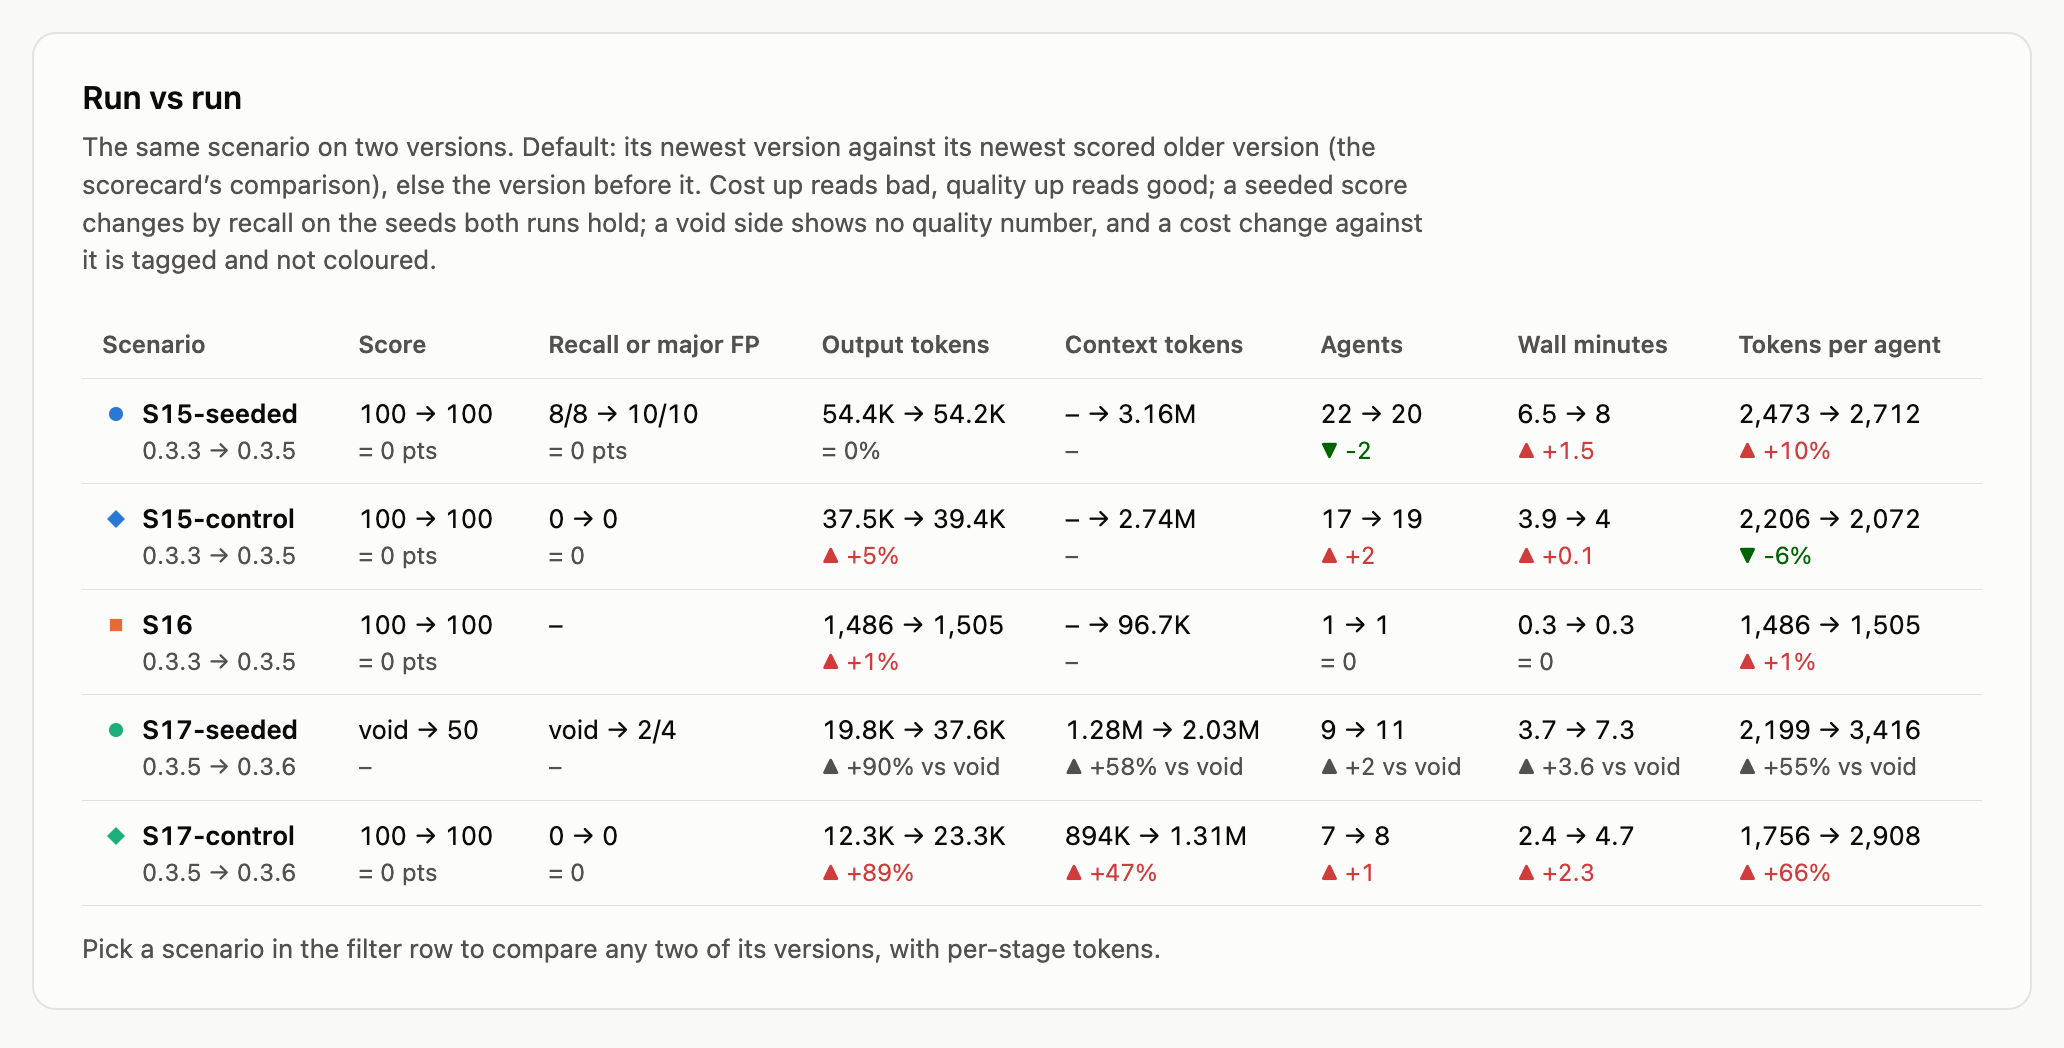 Run vs run
The same scenario on two versions. Default: its newest version against its newest scored older version (the
scorecard’s comparison), else the version before it. Cost up reads bad, quality up reads good; a seeded score
changes by recall on the seeds both runs hold; a void side shows no quality number, and a cost change against
it is tagged and not coloured.
Scenario Score Recall or major FP Output tokens Context tokens Agents Wall minutes Tokens per agent
S15-seeded 100 → 100 8/8 → 10/10 54.4K → 54.2K – → 3.16M 22 → 20 6.5 → 8 2,473 → 2,712
0.3.3 → 0.3.5 = 0 pts = 0 pts = 0% – ▼ -2 ▲ +1.5 ▲ +10%
S15-control 100 → 100 0 → 0 37.5K → 39.4K – → 2.74M 17 → 19 3.9 → 4 2,206 → 2,072
0.3.3 → 0.3.5 = 0 pts = 0 ▲ +5% – ▲ +2 ▲ +0.1 ▼ -6%
S16 100 → 100 – 1,486 → 1,505 – → 96.7K 1 → 1 0.3 → 0.3 1,486 → 1,505
0.3.3 → 0.3.5 = 0 pts ▲ +1% – = 0 = 0 ▲ +1%
S17-seeded void → 50 void → 2/4 19.8K → 37.6K 1.28M → 2.03M 9 → 11 3.7 → 7.3 2,199 → 3,416
0.3.5 → 0.3.6 – – ▲ +90% vs void ▲ +58% vs void ▲ +2 vs void ▲ +3.6 vs void ▲ +55% vs void
S17-control 100 → 100 0 → 0 12.3K → 23.3K 894K → 1.31M 7 → 8 2.4 → 4.7 1,756 → 2,908
0.3.5 → 0.3.6 = 0 pts = 0 ▲ +89% ▲ +47% ▲ +1 ▲ +2.3 ▲ +66%
Pick a scenario in the filter row to compare any two of its versions, with per-stage tokens.